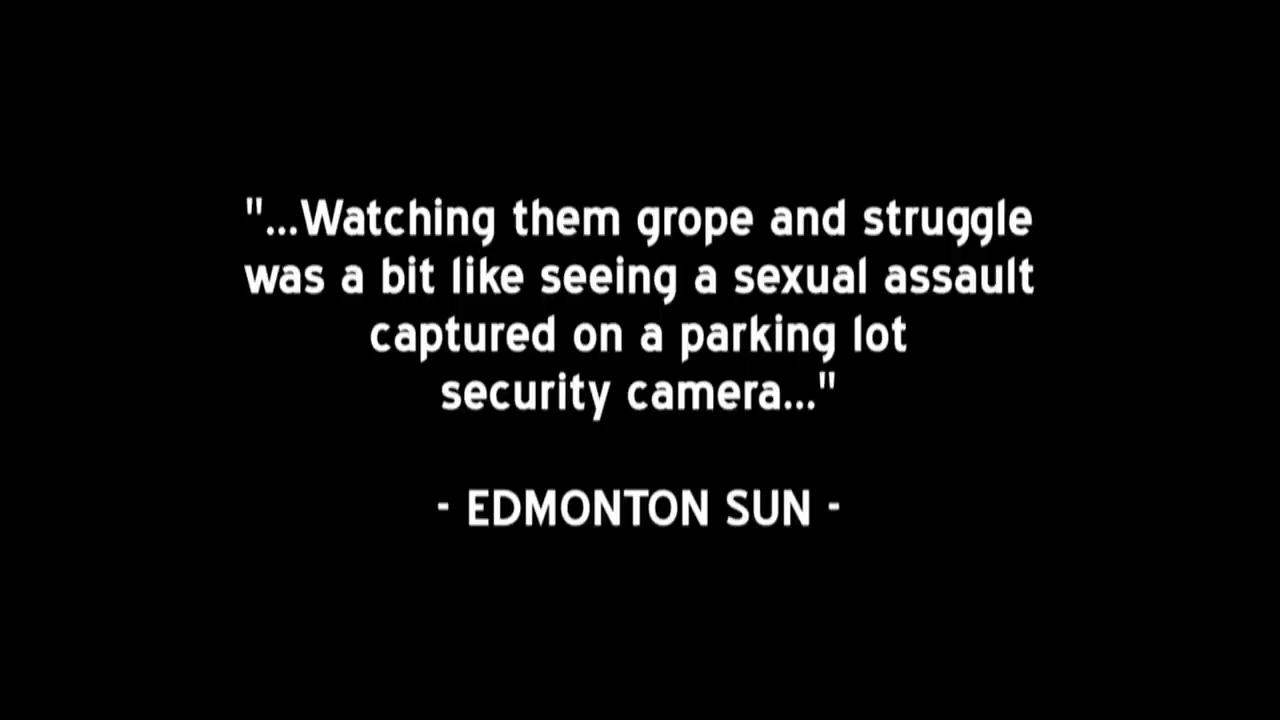 "...Watching them grope and struggle
was a bit like seeing a sexual assault
captured on a parking lot
security camera..."
- EDMONTON SUN -